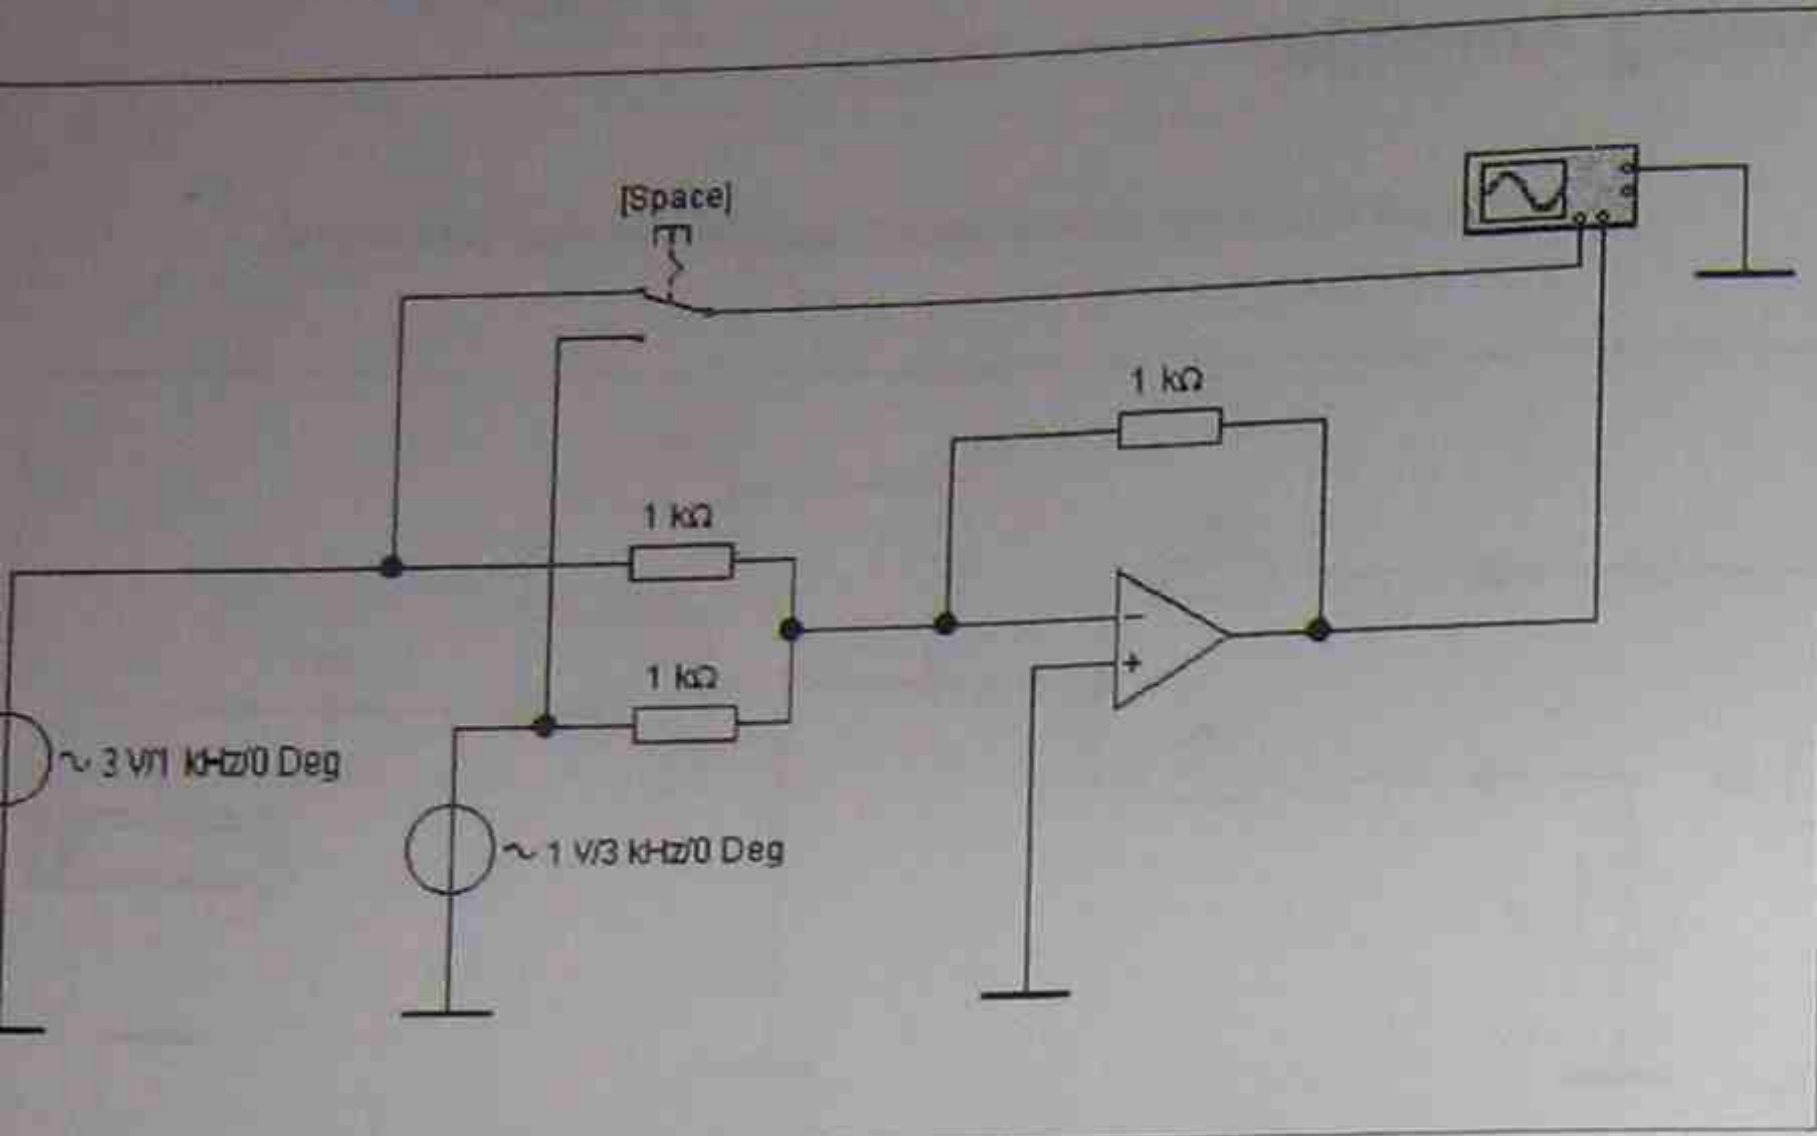 [Space]
1 kΩ
1 kΩ
1 kΩ
~ 3 V/1 kHz/0 Deg
~ 1 V/3 kHz/0 Deg
−
+